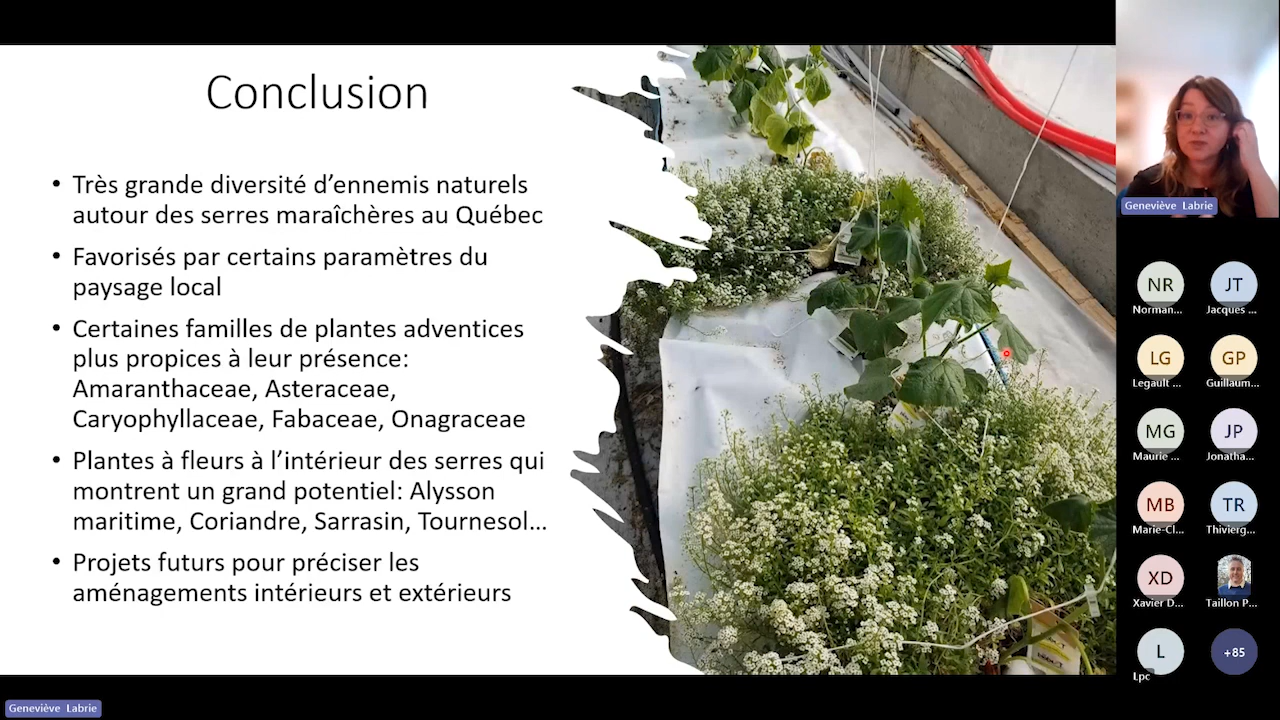 Conclusion
• Très grande diversité d’ennemis naturels
autour des serres maraîchères au Québec
• Favorisés par certains paramètres du
paysage local
• Certaines familles de plantes adventices
plus propices à leur présence:
Amaranthaceae, Asteraceae,
Caryophyllaceae, Fabaceae, Onagraceae
• Plantes à fleurs à l’intérieur des serres qui
montrent un grand potentiel: Alysson
maritime, Coriandre, Sarrasin, Tournesol…
• Projets futurs pour préciser les
aménagements intérieurs et extérieurs
Geneviève Labrie
NR
JT
Norman...
Jacques ...
LG
GP
Legault ...
Guillaum...
MG
JP
Maurie ...
Jonatha...
MB
TR
Marie-Cl...
Thivierg...
XD
Xavier D...
Taillon P...
L
+85
Lpc
Geneviève Labrie